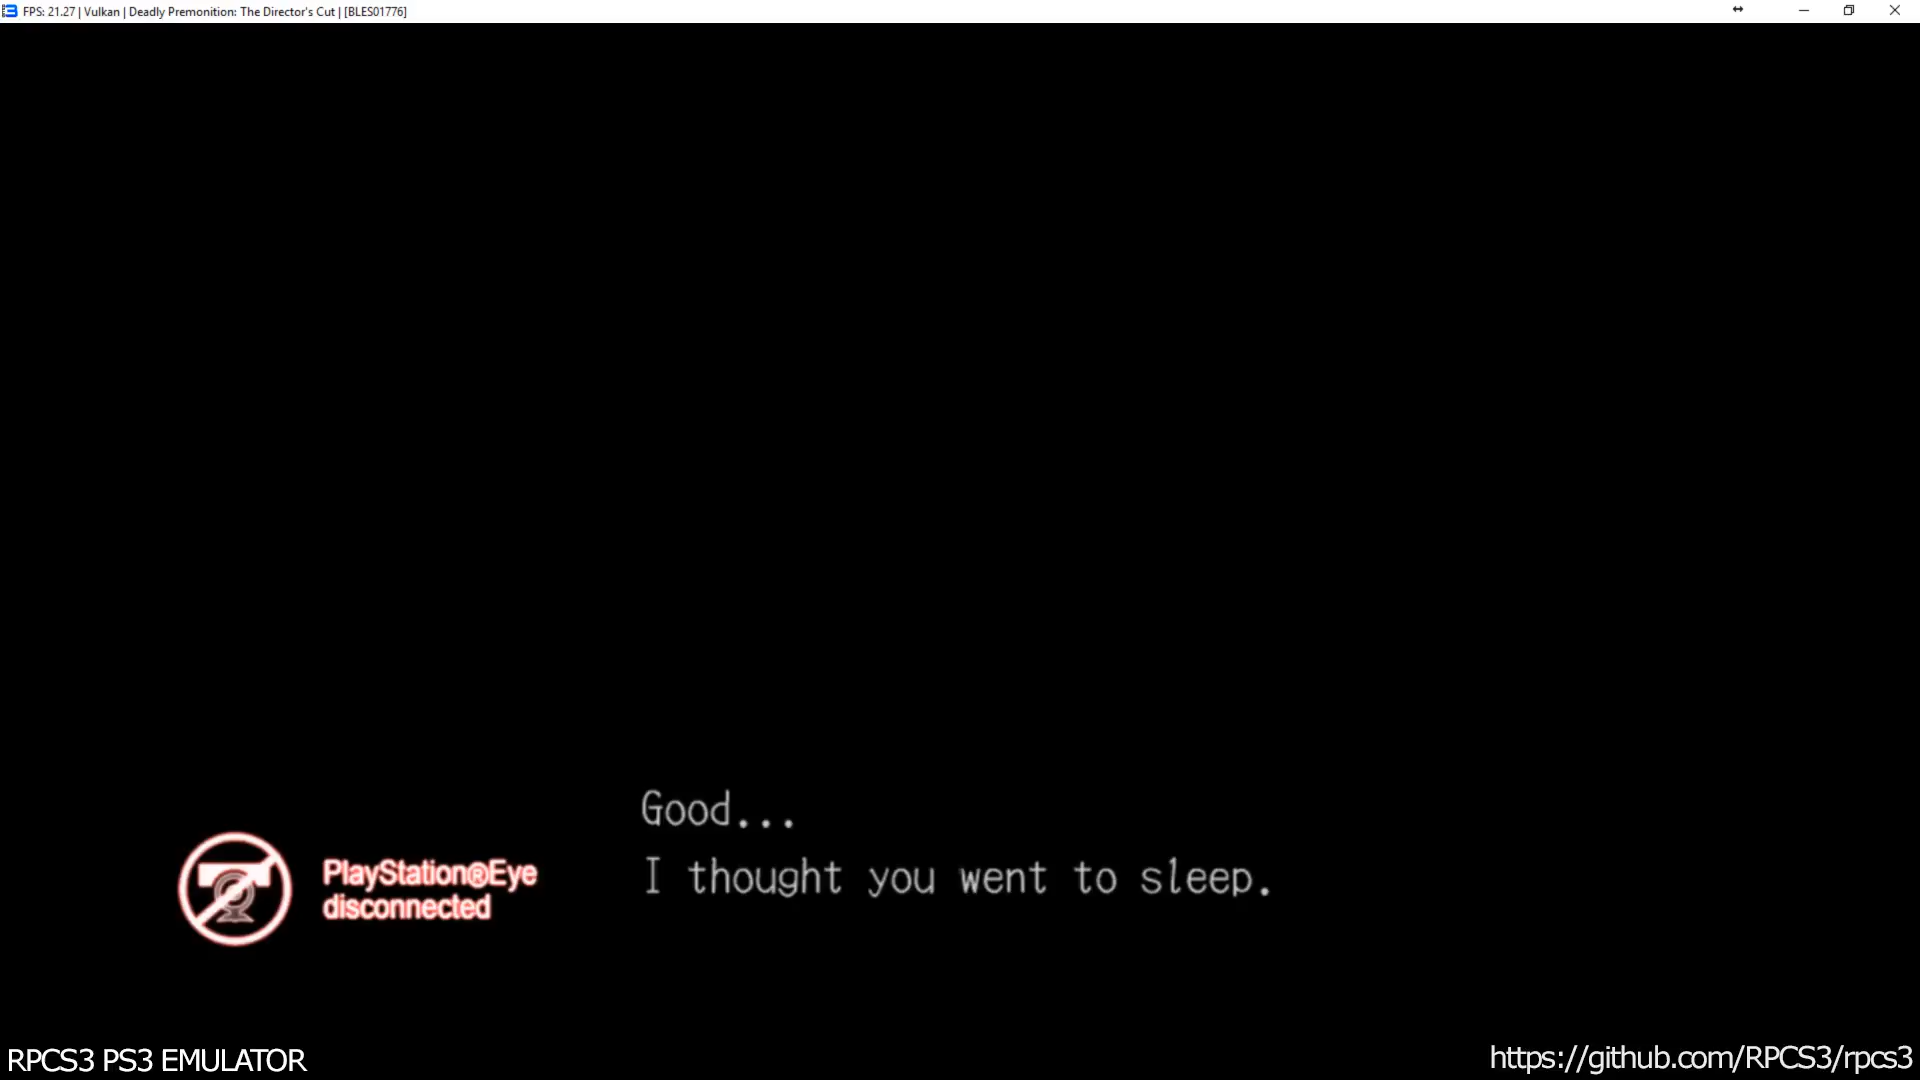 FPS: 21.27 | Vulkan | Deadly Premonition: The Director's Cut | [BLES01776]
Good...
I thought you went to sleep.
PlayStation®Eye
disconnected
RPCS3 PS3 EMULATOR
https://github.com/RPCS3/rpcs3